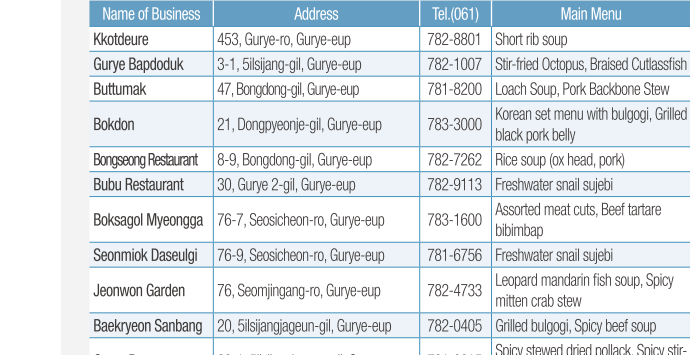 Name of Business Address Tel.(061) Main Menu
Kkotdeure 453, Gurye-ro, Gurye-eup 782-8801 Short rib soup
Gurye Bapdoduk 3-1, 5ilsijang-gil, Gurye-eup 782-1007 Stir-fried Octopus, Braised Cutlassfish
Buttumak 47, Bongdong-gil, Gurye-eup 781-8200 Loach Soup, Pork Backbone Stew
Bokdon 21, Dongpyeonje-gil, Gurye-eup 783-3000 Korean set menu with bulgogi, Grilled
black pork belly
Bongseong Restaurant 8-9, Bongdong-gil, Gurye-eup 782-7262 Rice soup (ox head, pork)
Bubu Restaurant 30, Gurye 2-gil, Gurye-eup 782-9113 Freshwater snail sujebi
Boksagol Myeongga 76-7, Seosicheon-ro, Gurye-eup 783-1600 Assorted meat cuts, Beef tartare
bibimbap
Seonmiok Daseulgi 76-9, Seosicheon-ro, Gurye-eup 781-6756 Freshwater snail sujebi
Jeonwon Garden 76, Seomjingang-ro, Gurye-eup 782-4733 Leopard mandarin fish soup, Spicy
mitten crab stew
Baekryeon Sanbang 20, 5ilsijangjageun-gil, Gurye-eup 782-0405 Grilled bulgogi, Spicy beef soup
Spicy stewed dried pollack, Spicy stir-